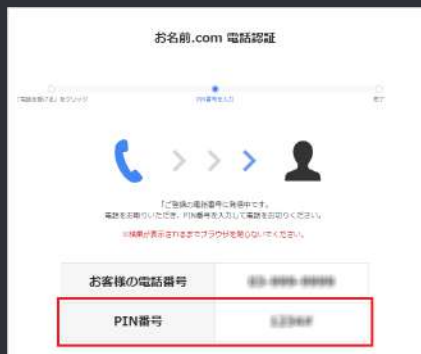 お名前.com 電話認証
「電話を掛ける」をクリック
PIN番号を入力
完了
「ご登録の電話番号に発信中です。
電話をお取りいただき、PIN番号を入力して電話をお切りください。
※結果が表示されるまでブラウザを閉じないでください。
お客様の電話番号
PIN番号